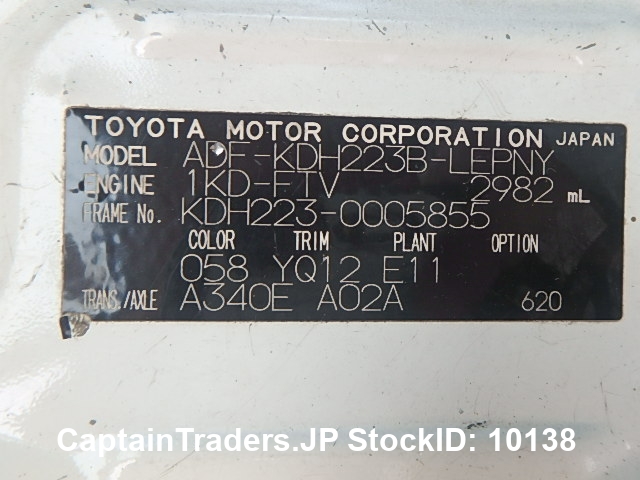 TOYOTA MOTOR CORPORATION JAPAN
MODEL ADF-KDH223B-LEPNY
ENGINE 1KD-FTV 2982 mL
FRAME No. KDH223-0005855
COLOR TRIM PLANT OPTION
058 YQ12 E11
TRANS./AXLE A340E A02A 620
CaptainTraders.JP StockID: 10138